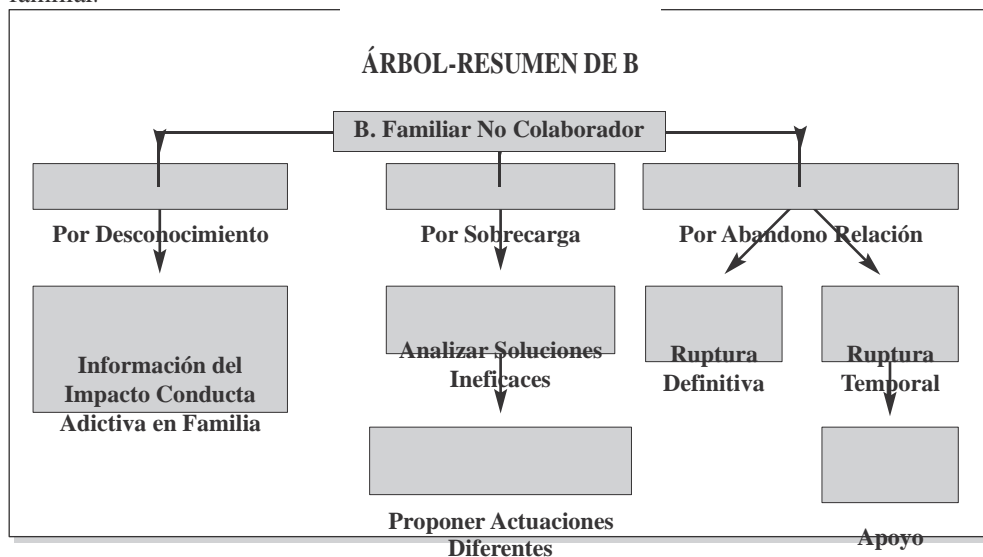 familiar.
ÁRBOL-RESUMEN DE B
B. Familiar No Colaborador
Por Desconocimiento
Por Sobrecarga
Por Abandono Relación
Información del
Impacto Conducta
Adictiva en Familia
Analizar Soluciones
Ineficaces
Ruptura
Definitiva
Ruptura
Temporal
Proponer Actuaciones
Diferentes
Apoyo